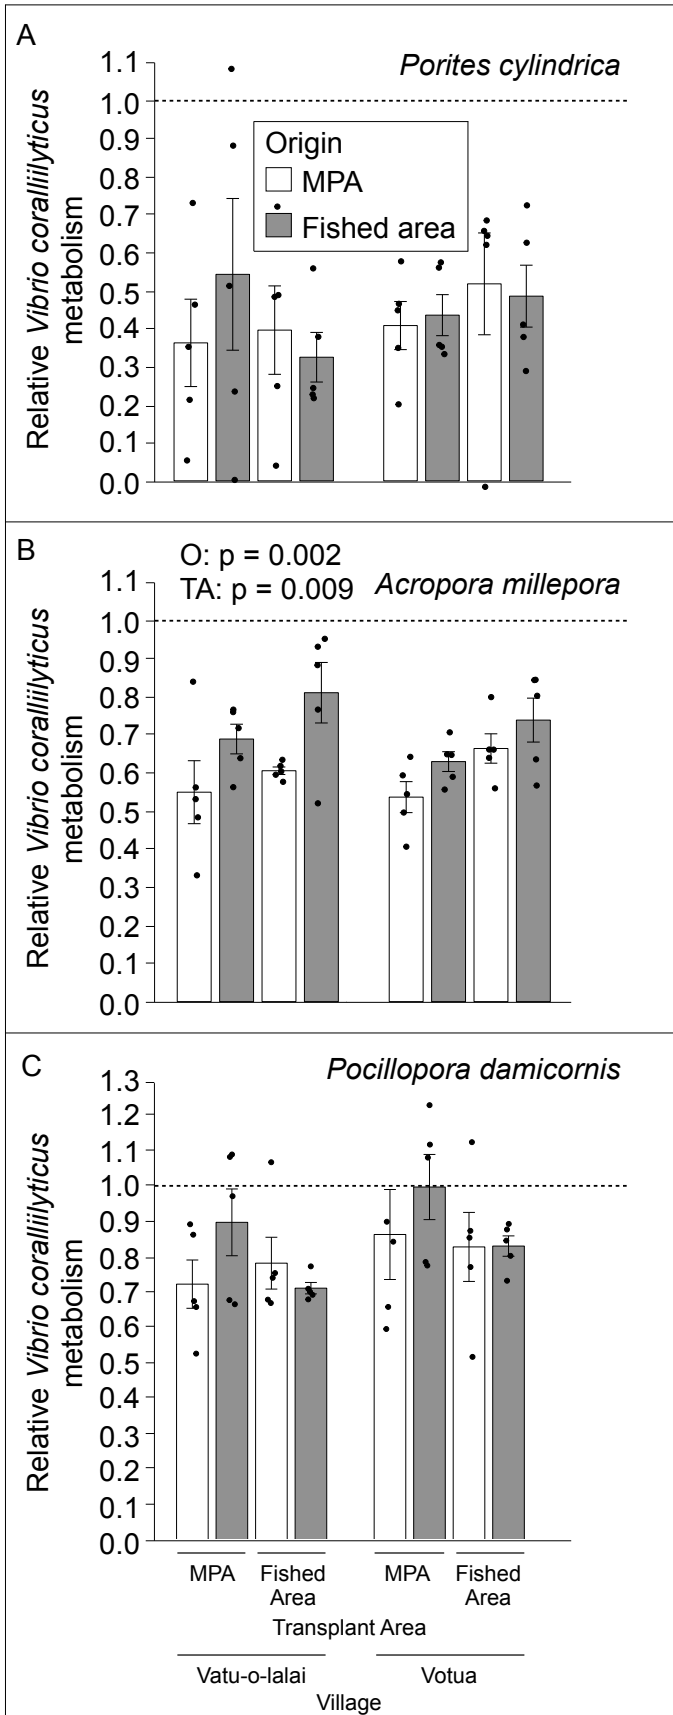 A
Porites cylindrica
Relative Vibrio coralliilyticus
metabolism
1.1
1.0
0.9
0.8
0.7
0.6
0.5
0.4
0.3
0.2
0.1
0.0
Origin
MPA
Fished area
B
O: p = 0.002
TA: p = 0.009
Acropora millepora
Relative Vibrio coralliilyticus
metabolism
1.1
1.0
0.9
0.8
0.7
0.6
0.5
0.4
0.3
0.2
0.1
0.0
C
Pocillopora damicornis
Relative Vibrio coralliilyticus
metabolism
1.3
1.2
1.1
1.0
0.9
0.8
0.7
0.6
0.5
0.4
0.3
0.2
0.1
0.0
MPA Fished Area MPA Fished Area
Transplant Area
Vatu-o-lalai Votua
Village